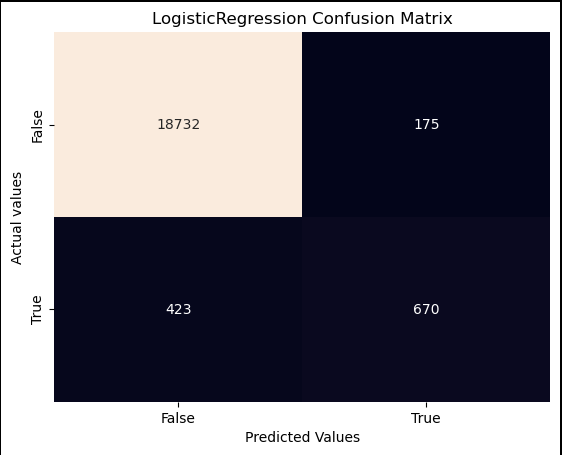 LogisticRegression Confusion Matrix
Actual values
False
18732
175
True
423
670
False
True
Predicted Values